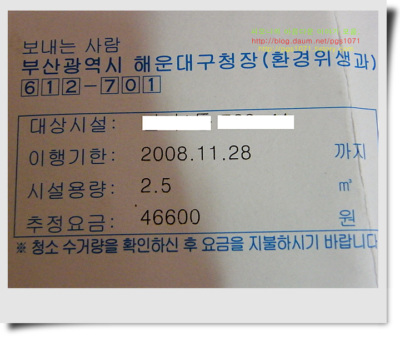 보내는 사람
http://blog.daum.net/pgs1071
부산광역시 해운대구청장(환경위생과)
612-701
대상시설:
이행기한: 2008.11.28 까지
시설용량: 2.5 ㎥
추정요금: 46600 원
※ 청소 수거량을 확인하신 후 요금을 지불하시기 바랍니다